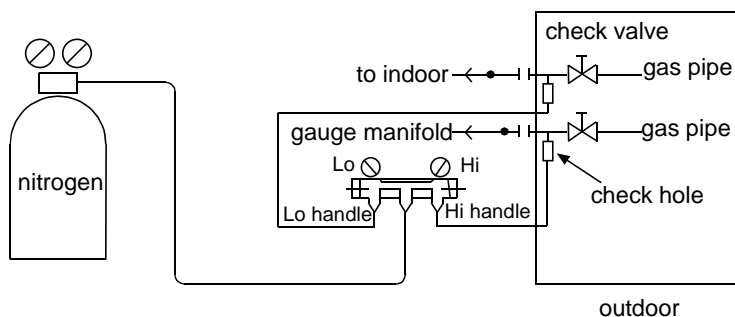 check valve
to indoor
gas pipe
gauge manifold
gas pipe
nitrogen
Lo
Hi
Lo handle
Hi handle
check hole
outdoor